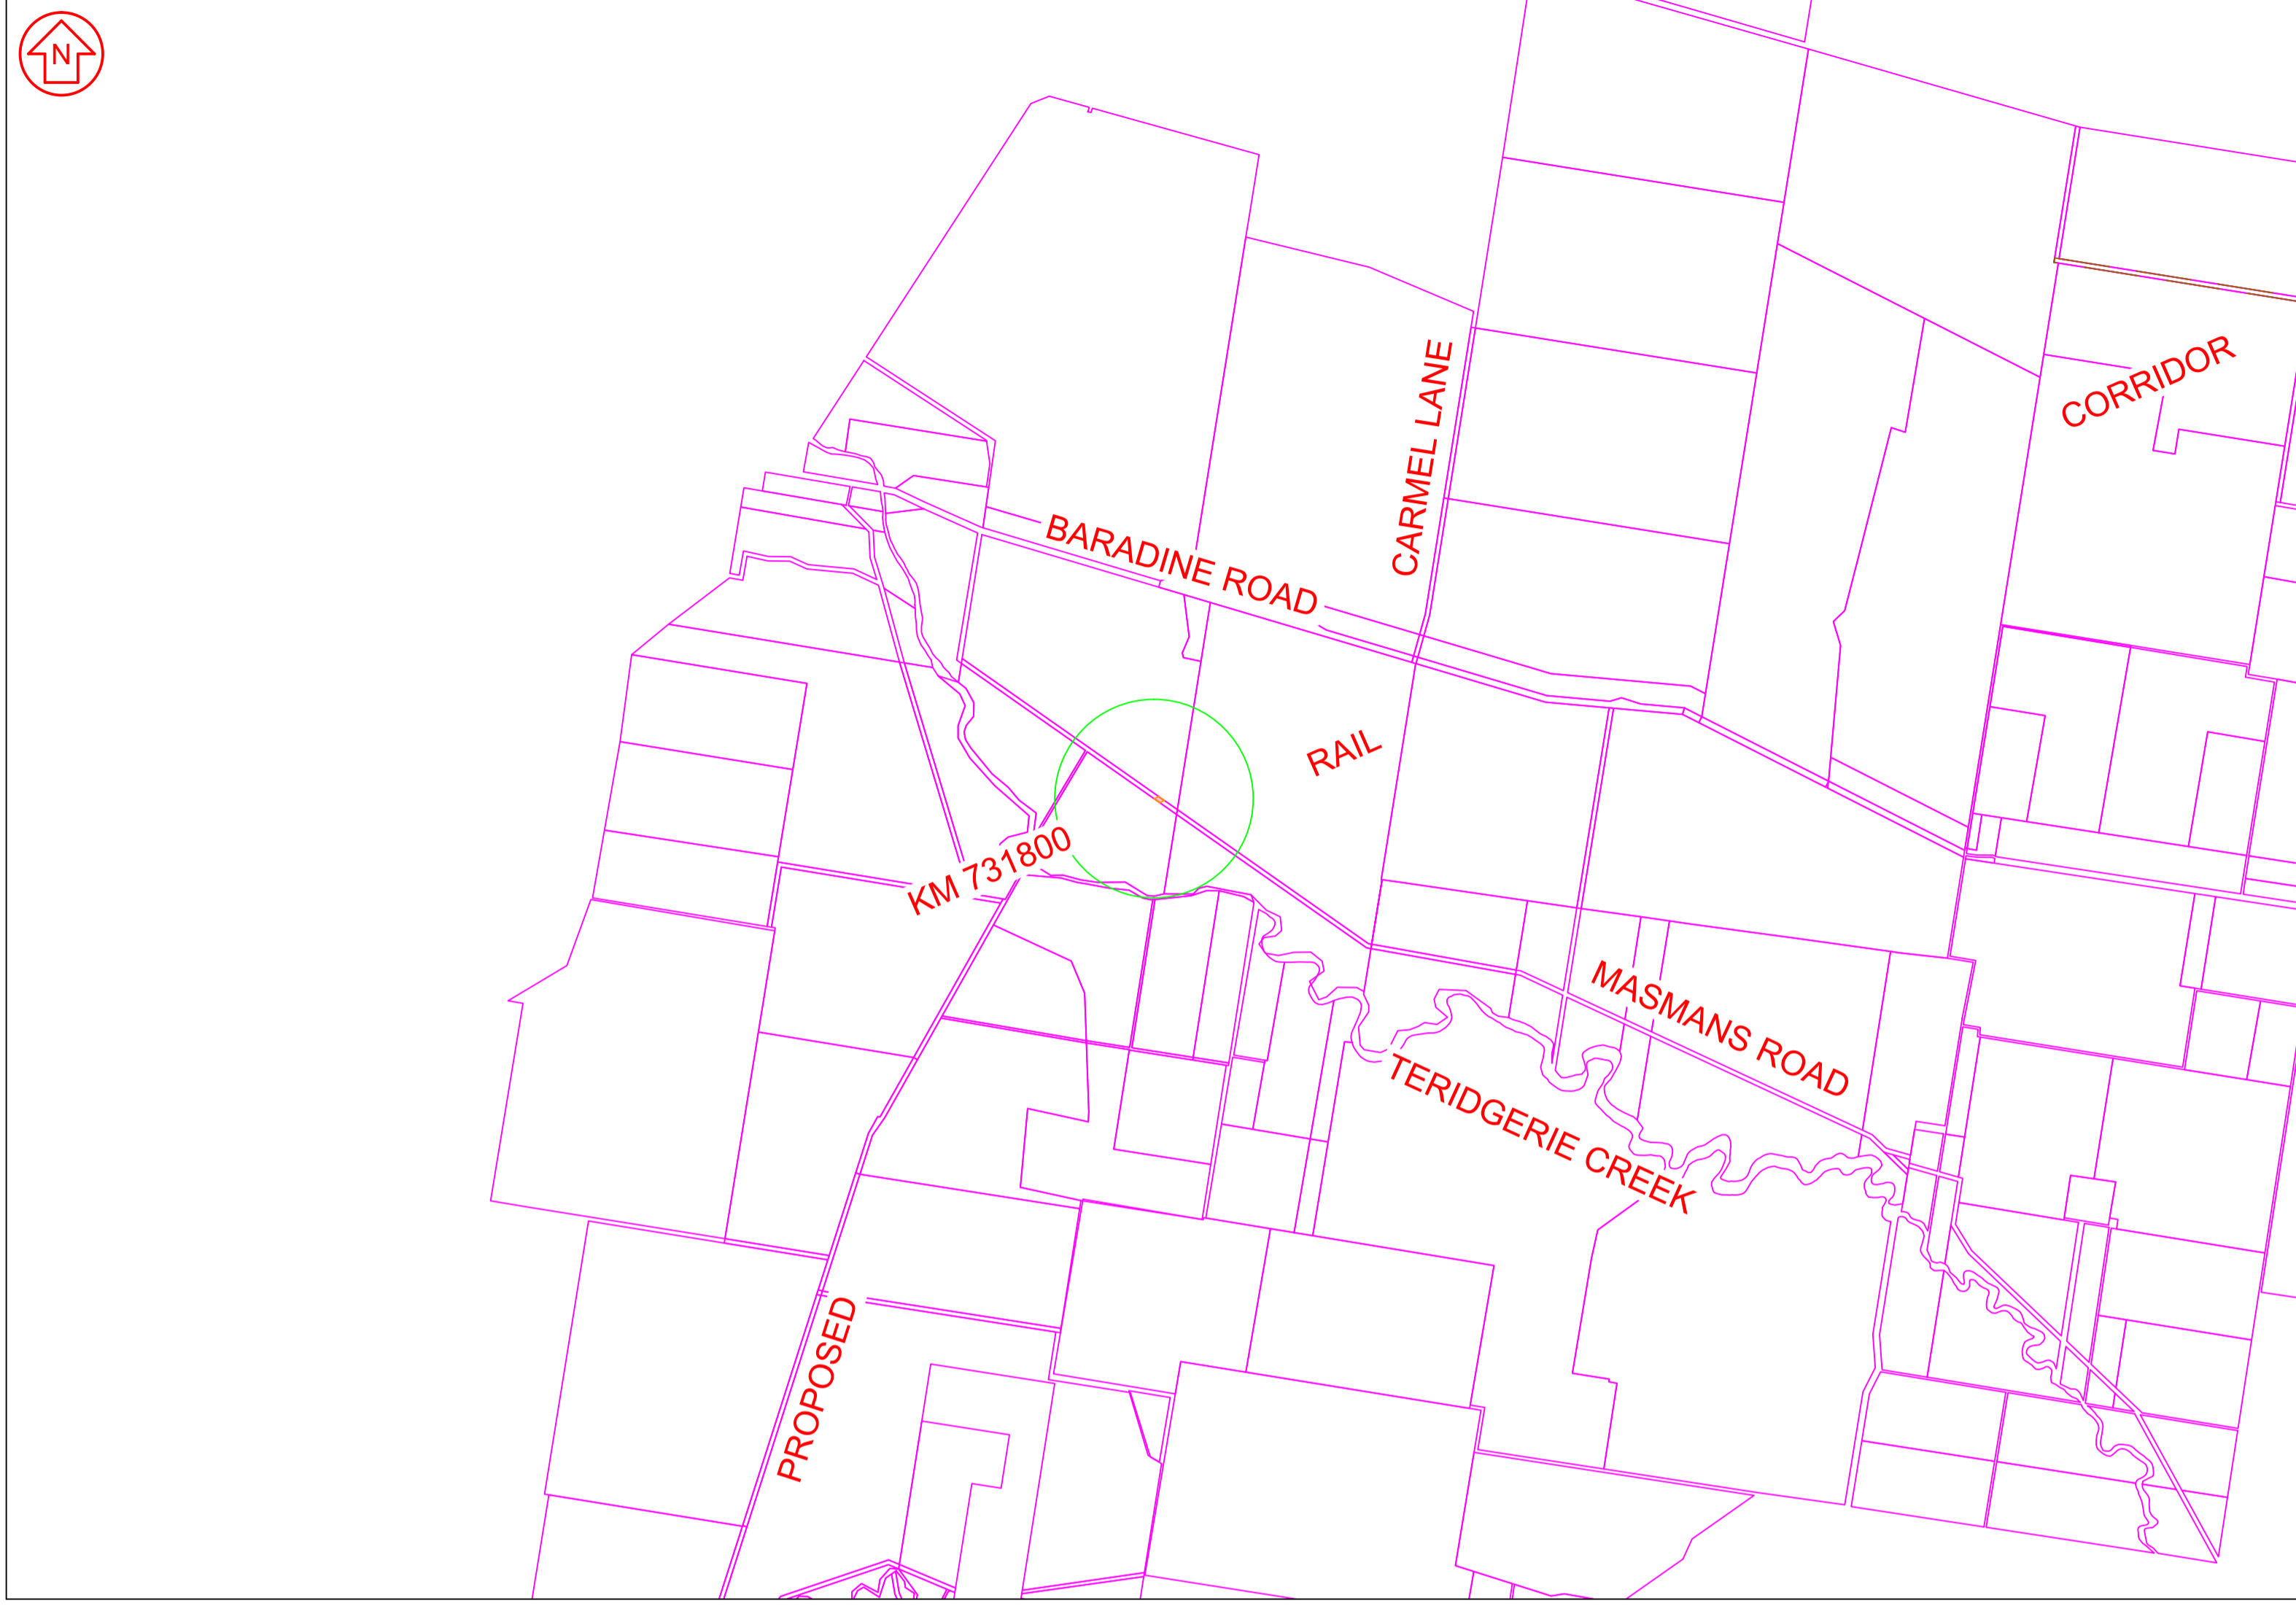 N
CARMEL LANE
CORRIDOR
BARADINE ROAD
RAIL
KM 731800
MASMANS ROAD
TERIDGERIE CREEK
PROPOSED